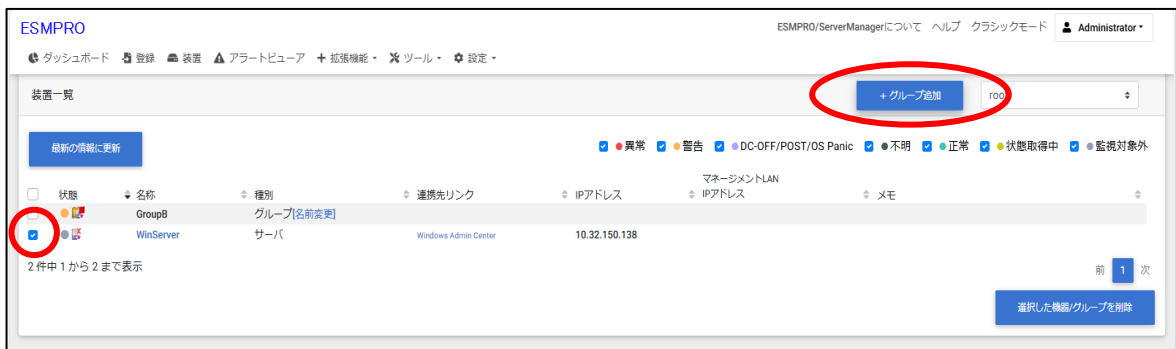 ESMPRO
ESMPRO/ServerManagerについて ヘルプ クラシックモード Administrator
ダッシュボード 登録 装置 アラートビューア 拡張機能 ツール 設定
装置一覧
+ グループ追加
root
最新の情報に更新
異常 警告 DC-OFF/POST/OS Panic 不明 正常 状態取得中 監視対象外
状態 名称 種別 連携先リンク IPアドレス マネージメントLAN IPアドレス メモ
GroupB グループ[名前変更]
WinServer サーバ Windows Admin Center 10.32.150.138
2 件中 1 から 2 まで表示
前 1 次
選択した機器/グループを削除